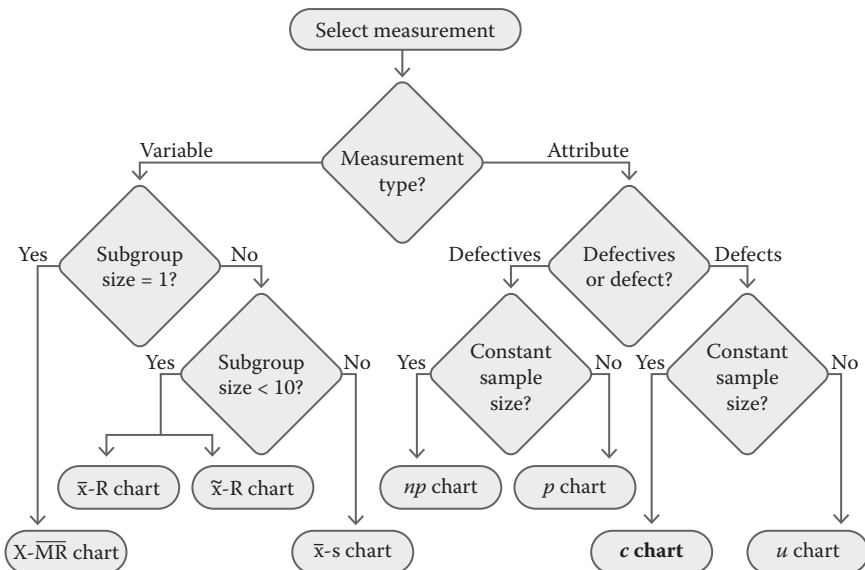 Select measurement
Measurement
type?
Variable
Attribute
Subgroup
size = 1?
Yes
No
Defectives
or defect?
Defectives
Defects
Subgroup
size < 10?
Yes
No
Constant
sample
size?
Yes
No
Constant
sample
size?
Yes
No
x̄-R chart
x̃-R chart
np chart
p chart
X-M̅R̅ chart
x̄-s chart
c chart
u chart